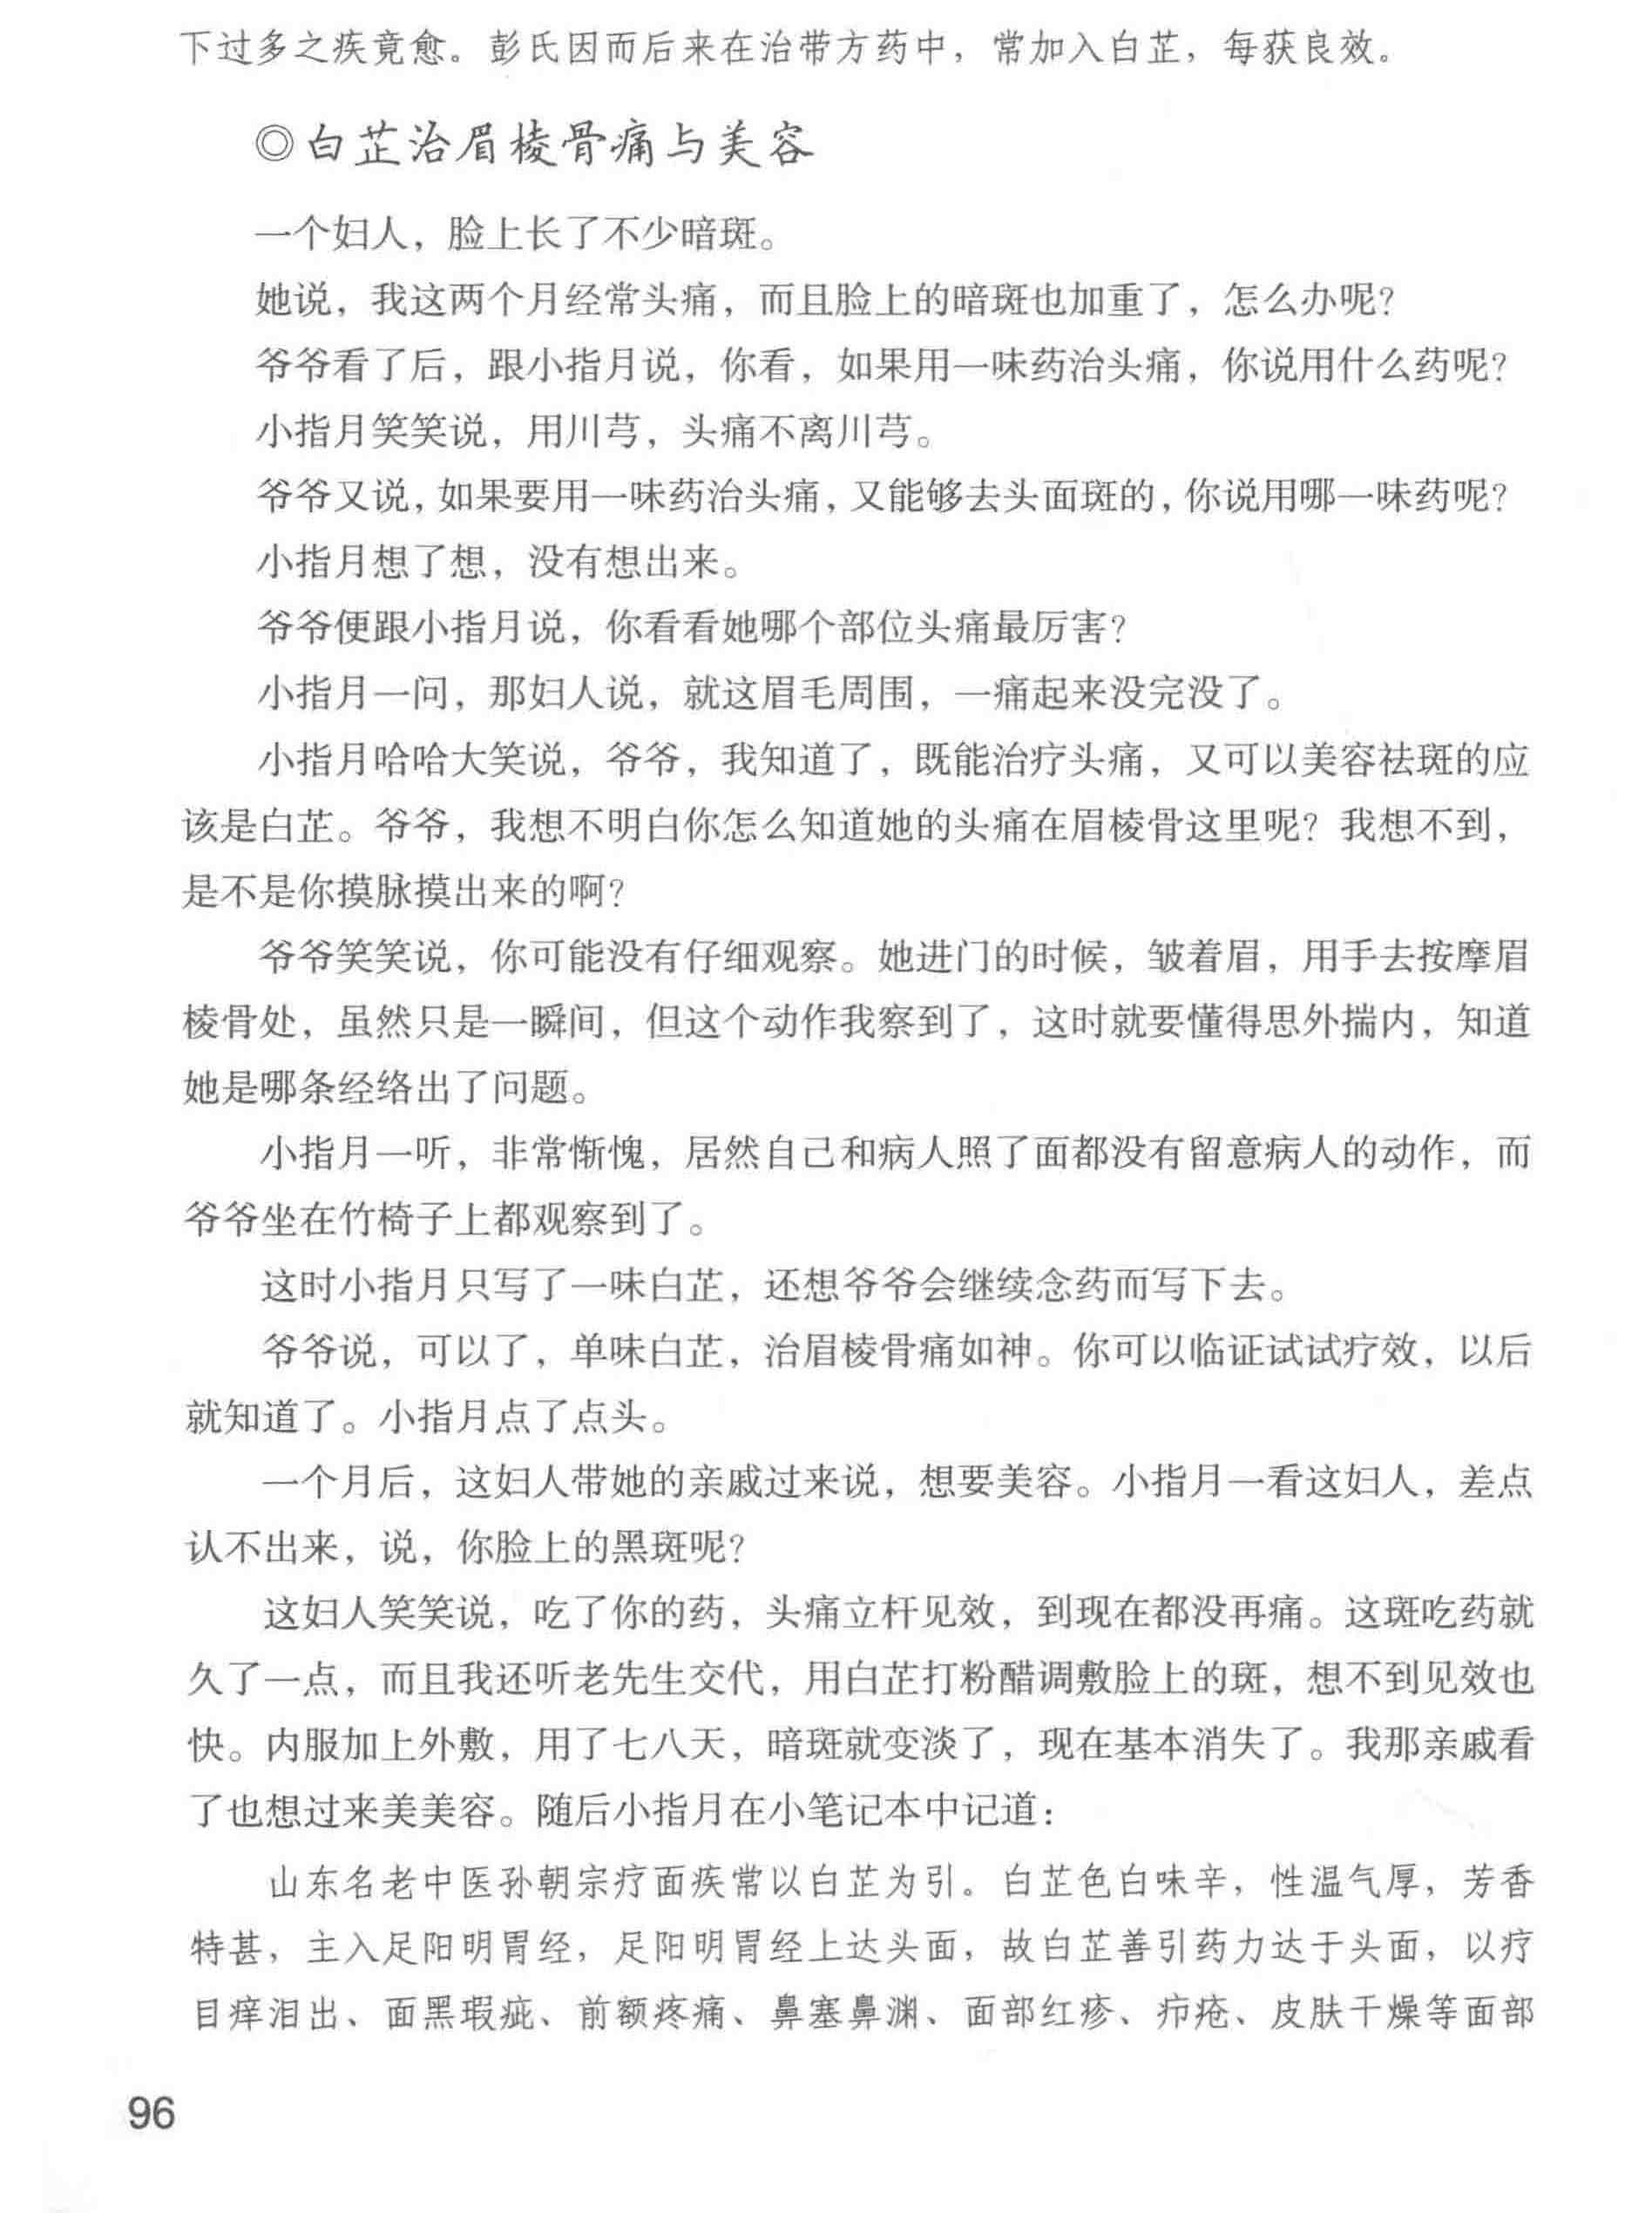 下过多之疾竟愈。彭氏因而后来在治带方药中，常加入白芷，每获良效。
◎白芷治眉棱骨痛与美容
一个妇人，脸上长了不少暗斑。
她说，我这两个月经常头痛，而且脸上的暗斑也加重了，怎么办呢？
爷爷看了后，跟小指月说，你看，如果用一味药治头痛，你说用什么药呢？
小指月笑笑说，用川芎，头痛不离川芎。
爷爷又说，如果要用一味药治头痛，又能够去头面斑的，你说用哪一味药呢？
小指月想了想，没有想出来。
爷爷便跟小指月说，你看看她哪个部位头痛最厉害？
小指月一问，那妇人说，就这眉毛周围，一痛起来没完没了。
小指月哈哈大笑说，爷爷，我知道了，既能治疗头痛，又可以美容祛斑的应
该是白芷。爷爷，我想不明白你怎么知道她的头痛在眉棱骨这里呢？我想不到，
是不是你摸脉摸出来的啊？
爷爷笑笑说，你可能没有仔细观察。她进门的时候，皱着眉，用手去按摩眉
棱骨处，虽然只是一瞬间，但这个动作我察到了，这时就要懂得思外揣内，知道
她是哪条经络出了问题。
小指月一听，非常惭愧，居然自己和病人照了面都没有留意病人的动作，而
爷爷坐在竹椅子上都观察到了。
这时小指月只写了一味白芷，还想爷爷会继续念药而写下去。
爷爷说，可以了，单味白芷，治眉棱骨痛如神。你可以临证试试疗效，以后
就知道了。小指月点了点头。
一个月后，这妇人带她的亲戚过来说，想要美容。小指月一看这妇人，差点
认不出来，说，你脸上的黑斑呢？
这妇人笑笑说，吃了你的药，头痛立杆见效，到现在都没再痛。这斑吃药就
久了一点，而且我还听老先生交代，用白芷打粉醋调敷脸上的斑，想不到见效也
快。内服加上外敷，用了七八天，暗斑就变淡了，现在基本消失了。我那亲戚看
了也想过来美美容。随后小指月在小笔记本中记道：
山东名老中医孙朝宗疗面疾常以白芷为引。白芷色白味辛，性温气厚，芳香
特甚，主入足阳明胃经，足阳明胃经上达头面，故白芷善引药力达于头面，以疗
目痒泪出、面黑瑕疵、前额疼痛、鼻塞鼻渊、面部红疹、疖疮、皮肤干燥等面部
96